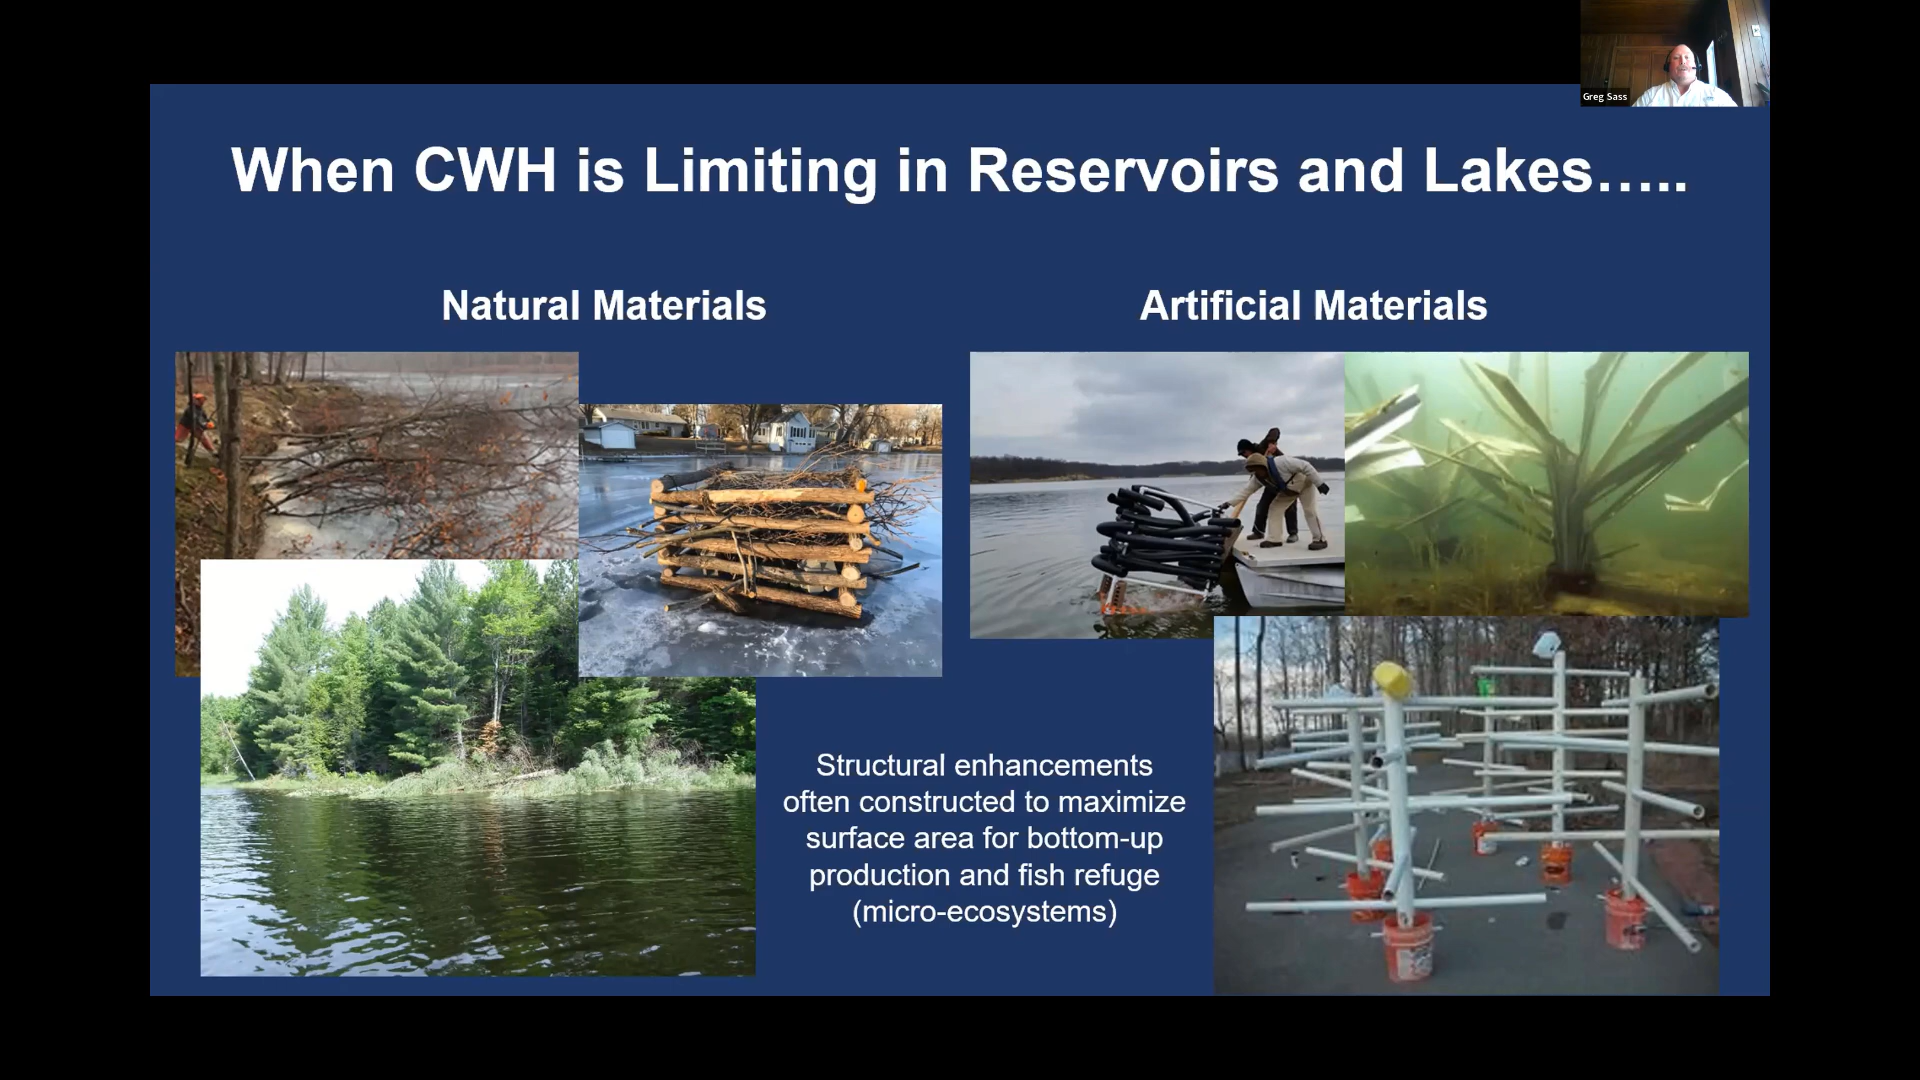 Greg Sass
When CWH is Limiting in Reservoirs and Lakes…..
Natural Materials
Artificial Materials
Structural enhancements
often constructed to maximize
surface area for bottom-up
production and fish refuge
(micro-ecosystems)